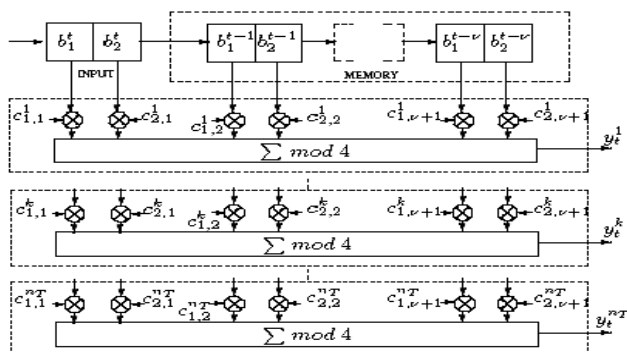 b_1^t b_2^t b_1^{t-1} b_2^{t-1} b_1^{t-ν} b_2^{t-ν}
INPUT MEMORY
c_{1,1}^1 c_{2,1}^1 c_{1,2}^1 c_{2,2}^1 c_{1,ν+1}^1 c_{2,ν+1}^1
∑ mod 4 y_t^1
c_{1,1}^k c_{2,1}^k c_{1,2}^k c_{2,2}^k c_{1,ν+1}^k c_{2,ν+1}^k
∑ mod 4 y_t^k
c_{1,1}^{n_T} c_{2,1}^{n_T} c_{1,2}^{n_T} c_{2,2}^{n_T} c_{1,ν+1}^{n_T} c_{2,ν+1}^{n_T}
∑ mod 4 y_t^{n_T}